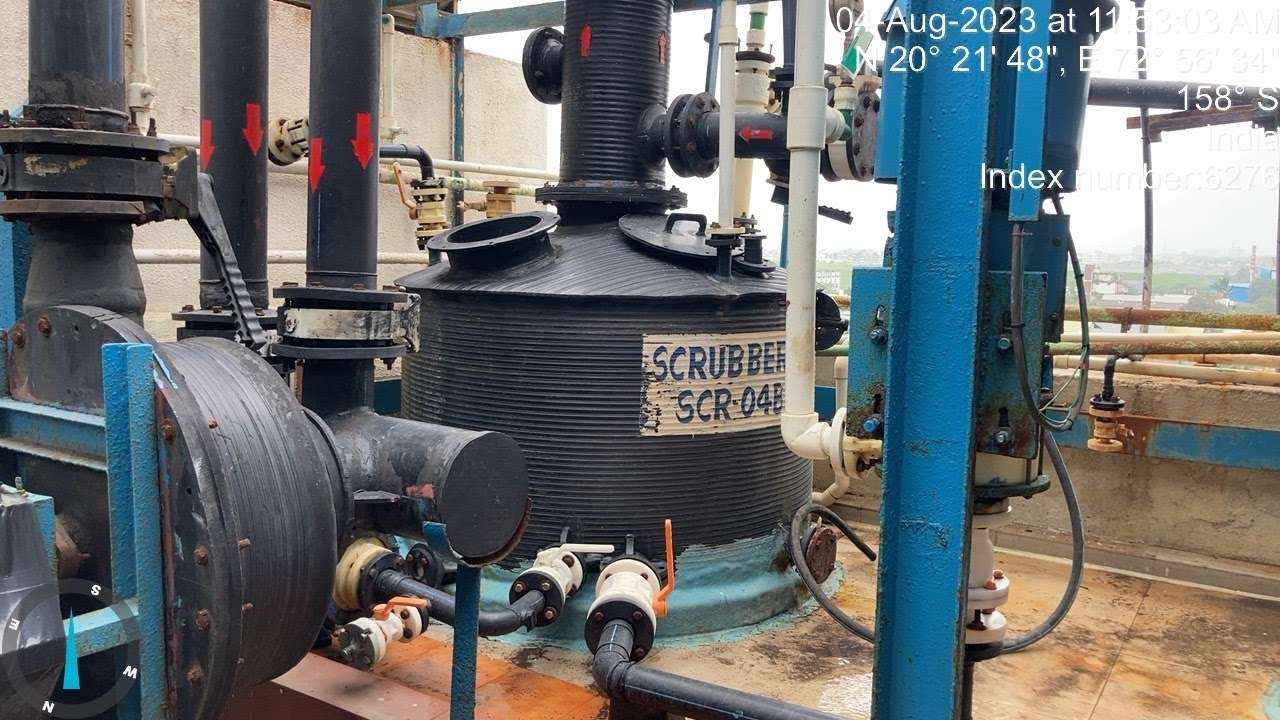 04-Aug-2023 at 11:53:03 AM
N 20° 21' 48", E 72° 56' 34"
158° S
India
Index number:6276
SCRUBBER
SCR-04B
S
E
W
N